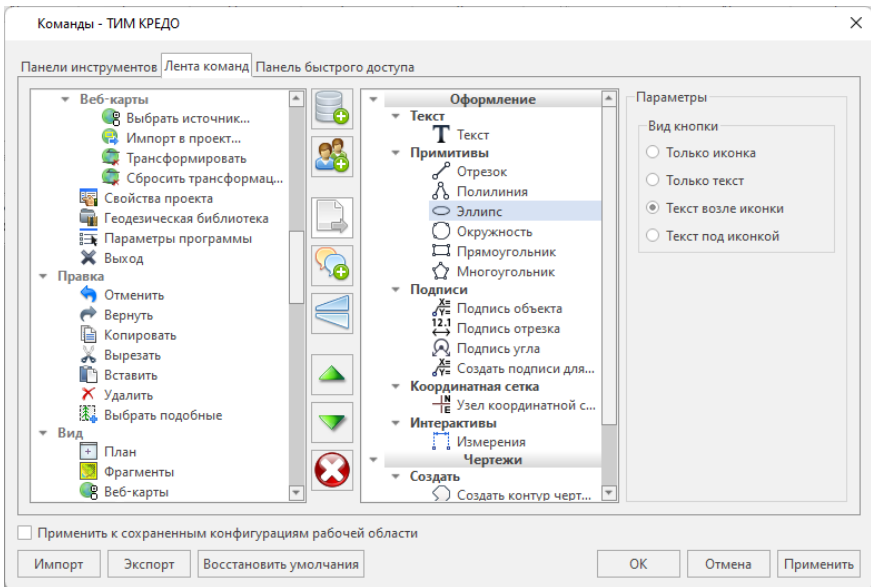 Команды - ТИМ КРЕДО
Панели инструментов
Лента команд
Панель быстрого доступа
Веб-карты
Выбрать источник...
Импорт в проект...
Трансформировать
Сбросить трансформац...
Свойства проекта
Геодезическая библиотека
Параметры программы
Выход
Правка
Отменить
Вернуть
Копировать
Вырезать
Вставить
Удалить
Выбрать подобные
Вид
План
Фрагменты
Веб-карты
Оформление
Текст
T Текст
Примитивы
Отрезок
Полилиния
Эллипс
Окружность
Прямоугольник
Многоугольник
Подписи
X= Y= Подпись объекта
12.1 Подпись отрезка
Подпись угла
X= Y= Создать подписи для...
Координатная сетка
N E Узел координатной с...
Интерактивы
Измерения
Чертежи
Создать
Создать контур черт...
Параметры
Вид кнопки
Только иконка
Только текст
Текст возле иконки
Текст под иконкой
Применить к сохраненным конфигурациям рабочей области
Импорт
Экспорт
Восстановить умолчания
ОК
Отмена
Применить